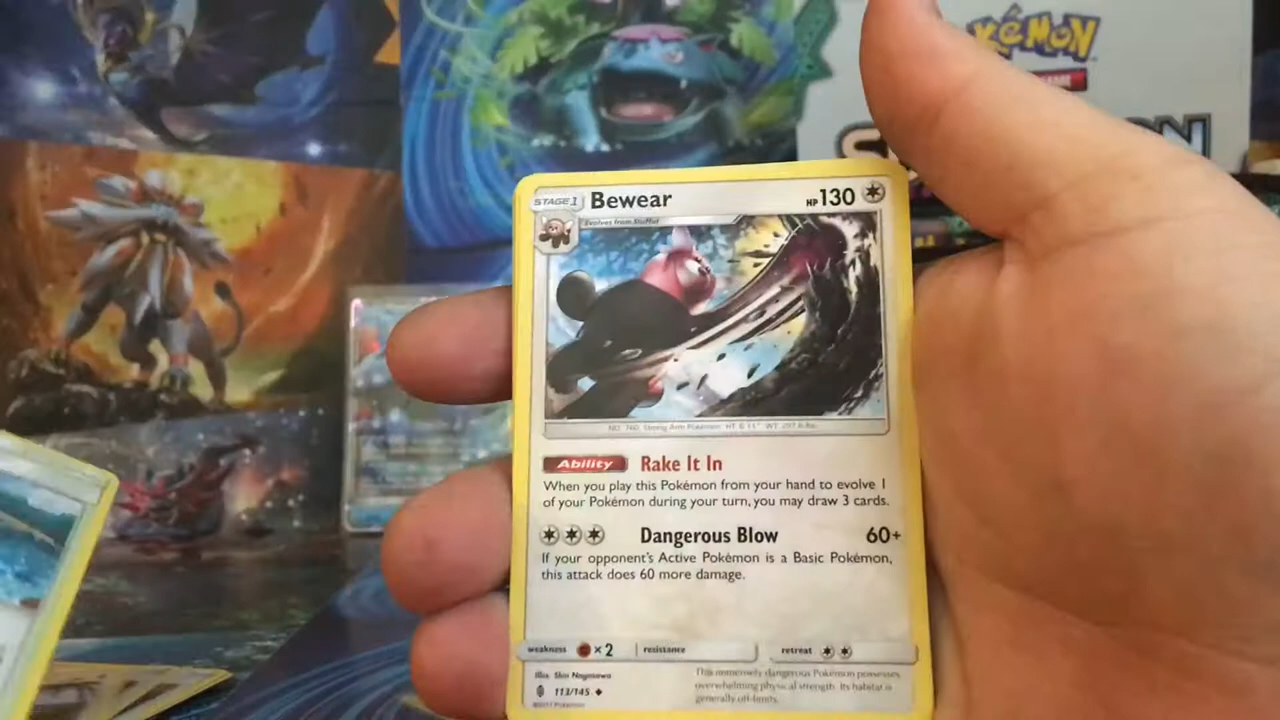 POKéMON
STAGE 1 Bewear HP 130
Evolves from Stufful
NO. 760 Strong Arm Pokémon HT: 6'11" WT: 297.6 lbs.
Ability Rake It In
When you play this Pokémon from your hand to evolve 1
of your Pokémon during your turn, you may draw 3 cards.
Dangerous Blow 60+
If your opponent's Active Pokémon is a Basic Pokémon,
this attack does 60 more damage.
weakness ×2 resistance retreat
Illus. Shin Nagasawa
113/145
©2017 Pokémon
This immensely dangerous Pokémon possesses
overwhelming physical strength. Its habitat is
generally off-limits.